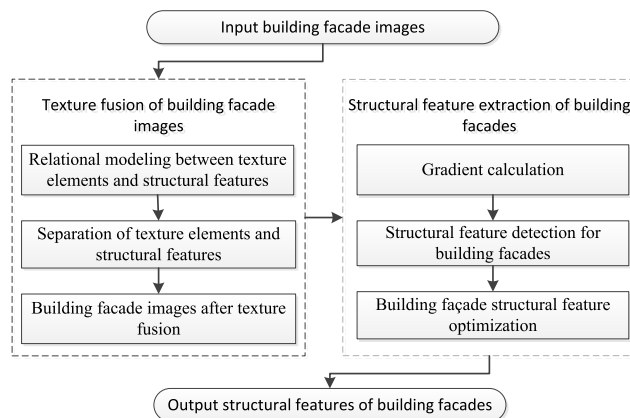 Input building facade images
Texture fusion of building facade
images
Relational modeling between texture
elements and structural features
Separation of texture elements and
structural features
Building facade images after texture
fusion
Structural feature extraction of building
facades
Gradient calculation
Structural feature detection for
building facades
Building façade structural feature
optimization
Output structural features of building facades